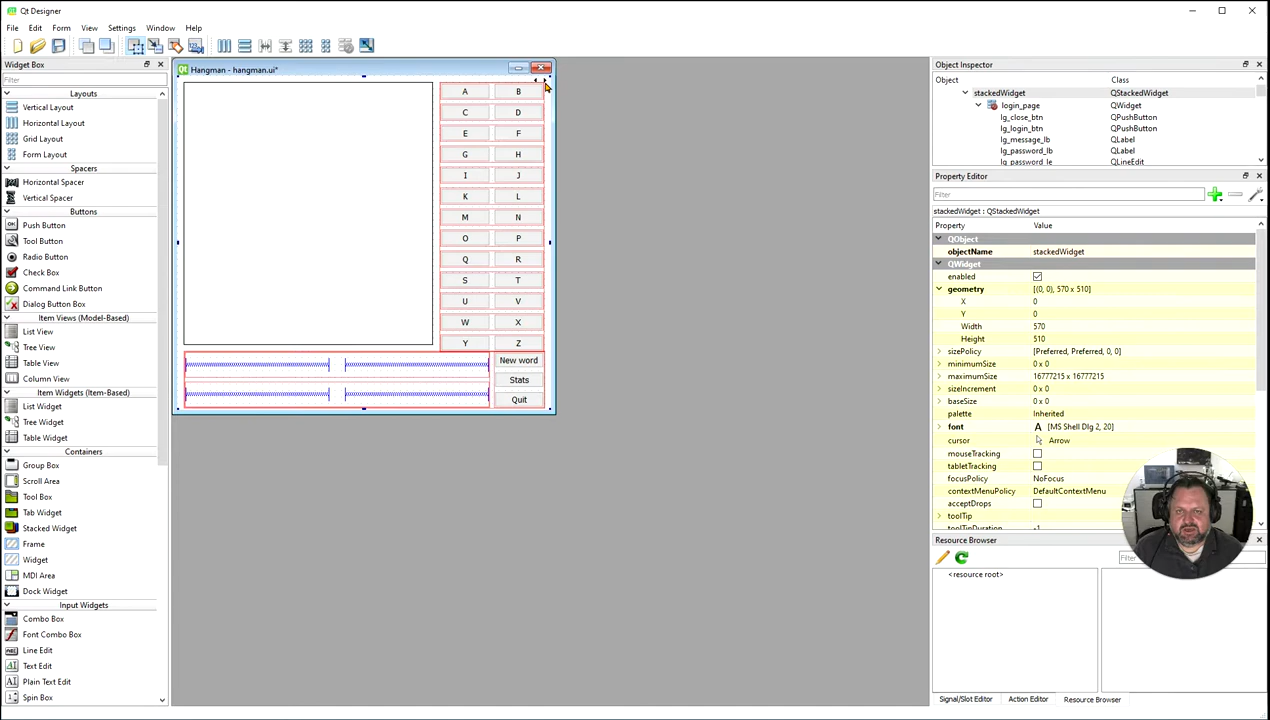 Qt Designer
File Edit Form View Settings Window Help
Widget Box
Filter
Layouts
Vertical Layout
Horizontal Layout
Grid Layout
Form Layout
Spacers
Horizontal Spacer
Vertical Spacer
Buttons
Push Button
Tool Button
Radio Button
Check Box
Command Link Button
Dialog Button Box
Item Views (Model-Based)
List View
Tree View
Table View
Column View
Item Widgets (Item-Based)
List Widget
Tree Widget
Table Widget
Containers
Group Box
Scroll Area
Tool Box
Tab Widget
Stacked Widget
Frame
Widget
MDI Area
Dock Widget
Input Widgets
Combo Box
Font Combo Box
Line Edit
Text Edit
Plain Text Edit
Spin Box
Hangman - hangman.ui*
A B
C D
E F
G H
I J
K L
M N
O P
Q R
S T
U V
W X
Y Z
New word
Stats
Quit
Object Inspector
Object Class
stackedWidget QStackedWidget
login_page QWidget
lg_close_btn QPushButton
lg_login_btn QPushButton
lg_message_lb QLabel
lg_password_lb QLabel
lg_password_le QLineEdit
Property Editor
Filter
stackedWidget : QStackedWidget
Property Value
QObject
objectName stackedWidget
QWidget
enabled
geometry [(0, 0), 570 x 510]
X 0
Y 0
Width 570
Height 510
sizePolicy [Preferred, Preferred, 0, 0]
minimumSize 0 x 0
maximumSize 16777215 x 16777215
sizeIncrement 0 x 0
baseSize 0 x 0
palette Inherited
font A [MS Shell Dlg 2, 20]
cursor Arrow
mouseTracking
tabletTracking
focusPolicy NoFocus
contextMenuPolicy DefaultContextMenu
acceptDrops
toolTip
toolTipDuration -1
Resource Browser
Filter
<resource root>
Signal/Slot Editor Action Editor Resource Browser